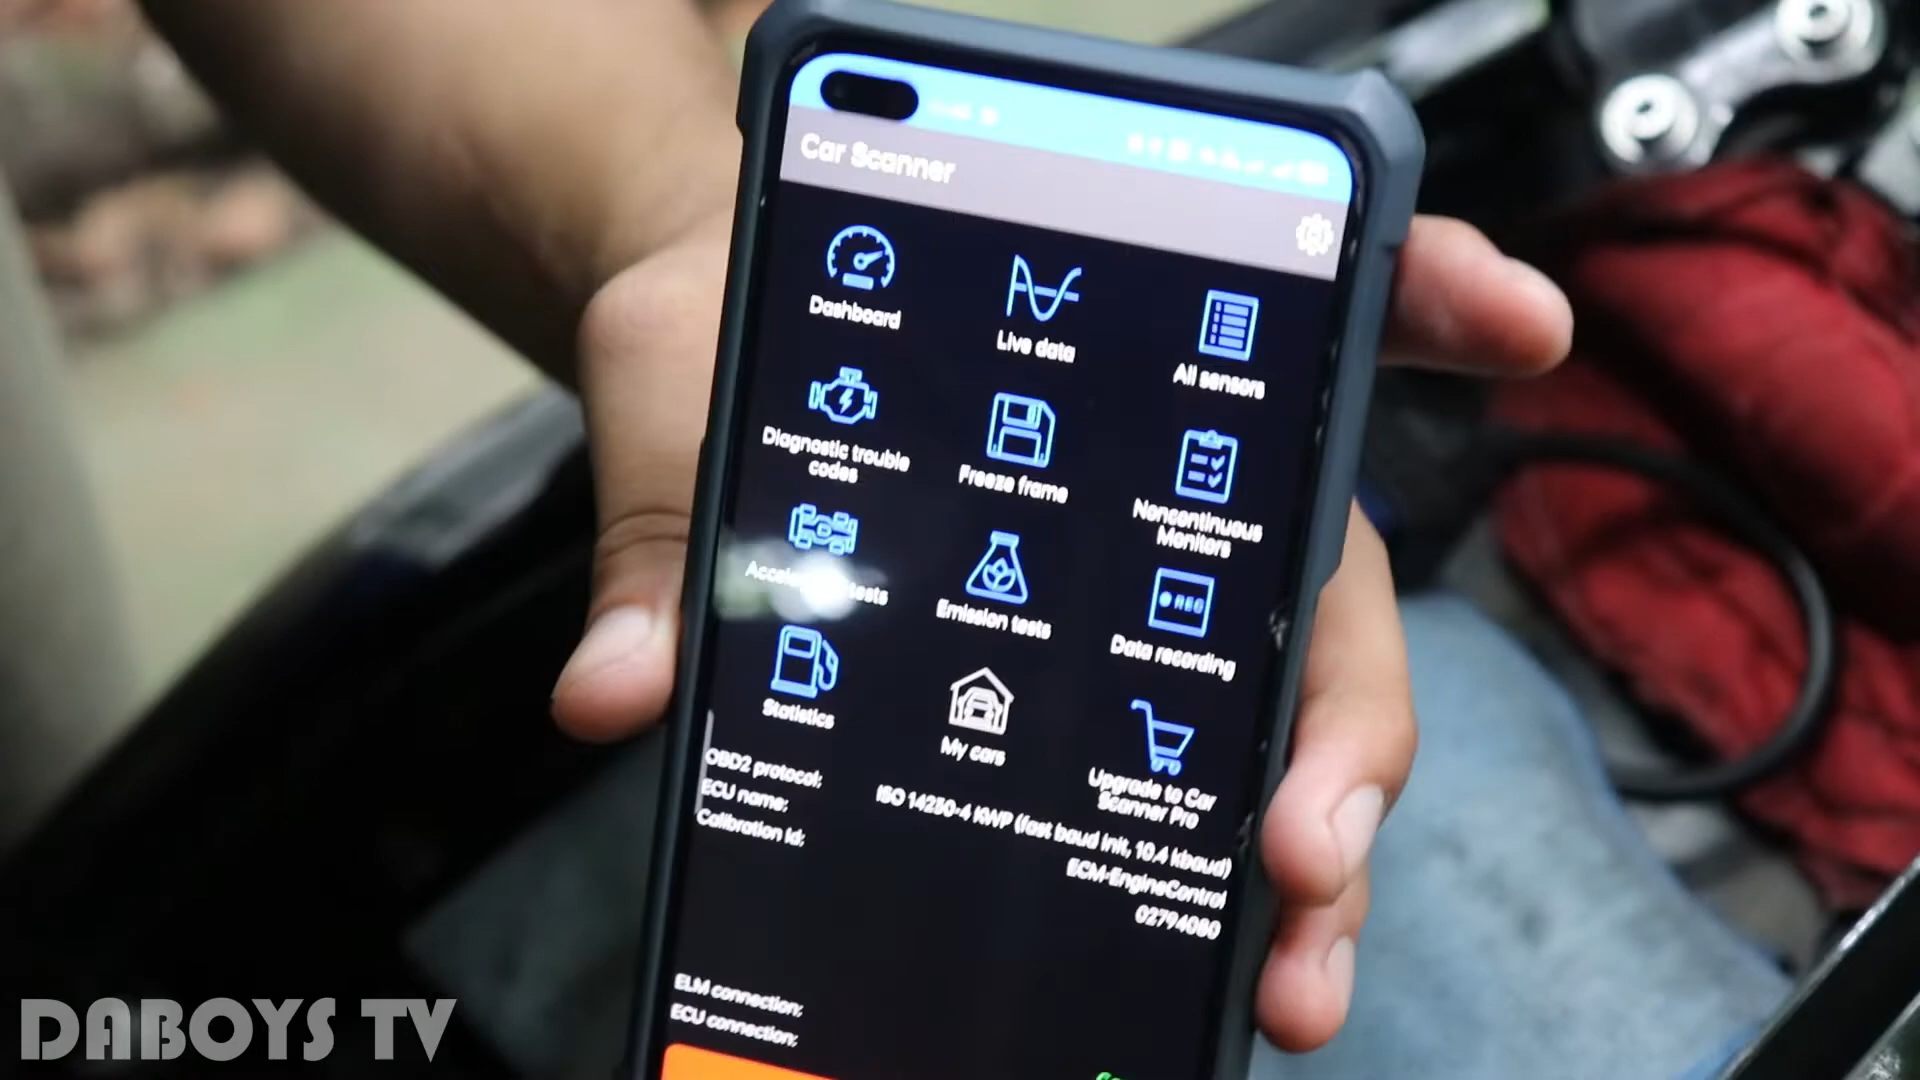 Car Scanner
Dashboard
Live data
All sensors
Diagnostic trouble
codes
Freeze frame
Noncontinuous
Monitors
tests
Emission tests
REC
Data recording
Statistics
My cars
Upgrade to Car
Scanner Pro
OBD2 protocol:
ISO 14230-4 KWP (fast baud init, 10.4 kbaud)
ECU name:
ECM-EngineControl
Calibration Id:
02794080
ELM connection:
ECU connection:
DABOYS TV